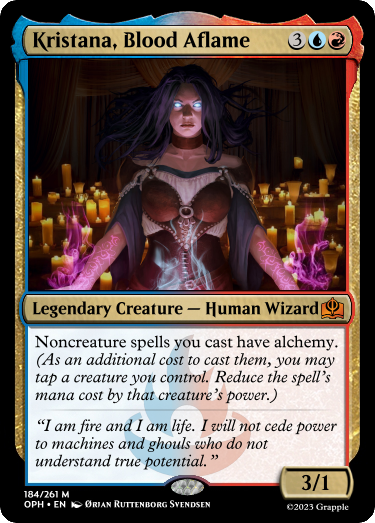 Kristana, Blood Aflame 3
Legendary Creature — Human Wizard
Noncreature spells you cast have alchemy.
(As an additional cost to cast them, you may
tap a creature you control. Reduce the spell's
mana cost by that creature's power.)
"I am fire and I am life. I will not cede power
to machines and ghouls who do not
understand true potential."
3/1
184/261 M
OPH • EN ØRJAN RUTTENBORG SVENDSEN
©2023 Grapple